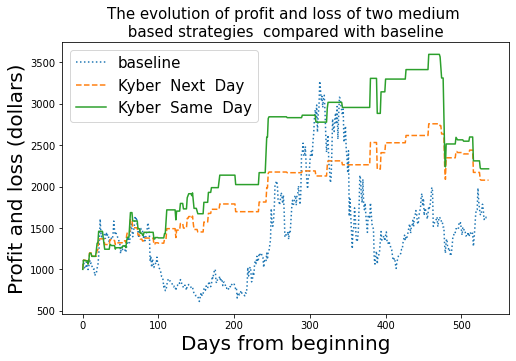 The evolution of profit and loss of two medium
based strategies compared with baseline
Profit and loss (dollars)
3500
3000
2500
2000
1500
1000
500
baseline
Kyber Next Day
Kyber Same Day
0
100
200
300
400
500
Days from beginning